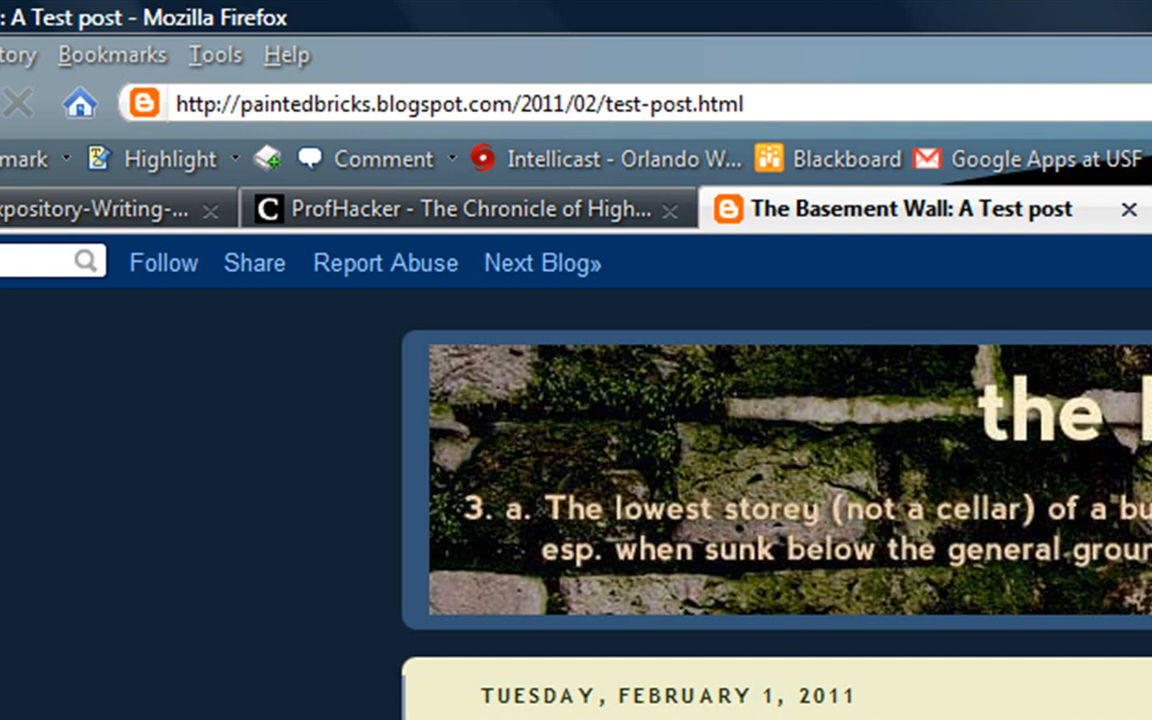 : A Test post - Mozilla Firefox
tory Bookmarks Tools Help
http://paintedbricks.blogspot.com/2011/02/test-post.html
mark Highlight Comment Intellicast - Orlando W... Blackboard Google Apps at USF
xpository-Writing-... C ProfHacker - The Chronicle of High... The Basement Wall: A Test post
Follow Share Report Abuse Next Blog»
the
3. a. The lowest storey (not a cellar) of a bu
esp. when sunk below the general groun
TUESDAY, FEBRUARY 1, 2011